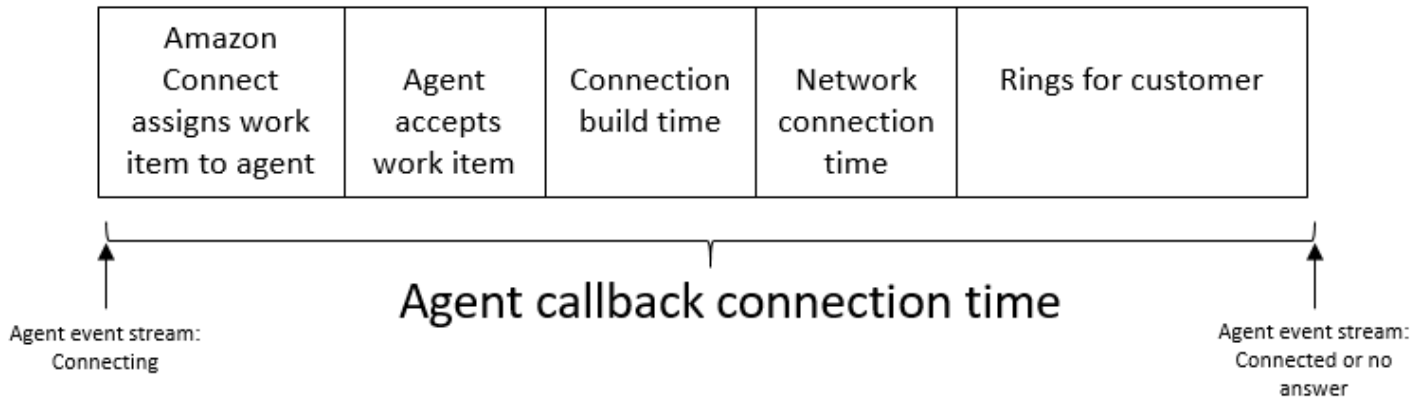 Amazon
Connect
assigns work
item to agent
Agent
accepts
work item
Connection
build time
Network
connection
time
Rings for customer
Agent callback connection time
Agent event stream:
Connecting
Agent event stream:
Connected or no
answer